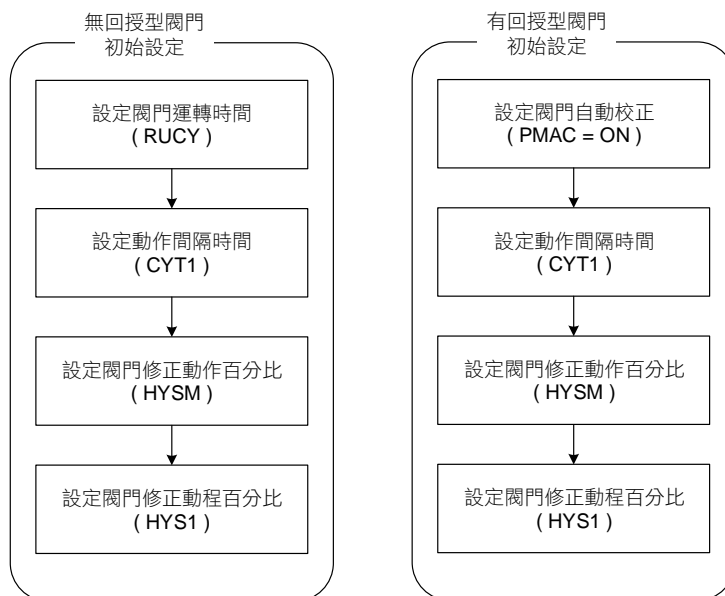 無回授型閥門
初始設定
設定閥門運轉時間
( RUCY )
設定動作間隔時間
( CYT1 )
設定閥門修正動作百分比
( HYSM )
設定閥門修正動程百分比
( HYS1 )
有回授型閥門
初始設定
設定閥門自動校正
( PMAC = ON )
設定動作間隔時間
( CYT1 )
設定閥門修正動作百分比
( HYSM )
設定閥門修正動程百分比
( HYS1 )